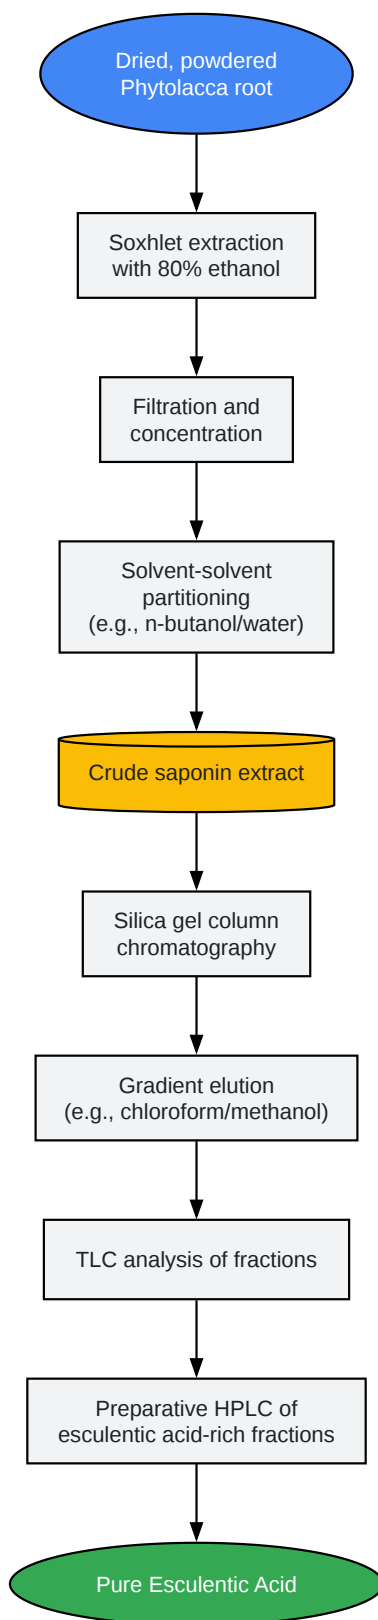 Dried, powdered
Phytolacca root
Soxhlet extraction
with 80% ethanol
Filtration and
concentration
Solvent-solvent
partitioning
(e.g., n-butanol/water)
Crude saponin extract
Silica gel column
chromatography
Gradient elution
(e.g., chloroform/methanol)
TLC analysis of fractions
Preparative HPLC of
esculentic acid-rich fractions
Pure Esculentic Acid